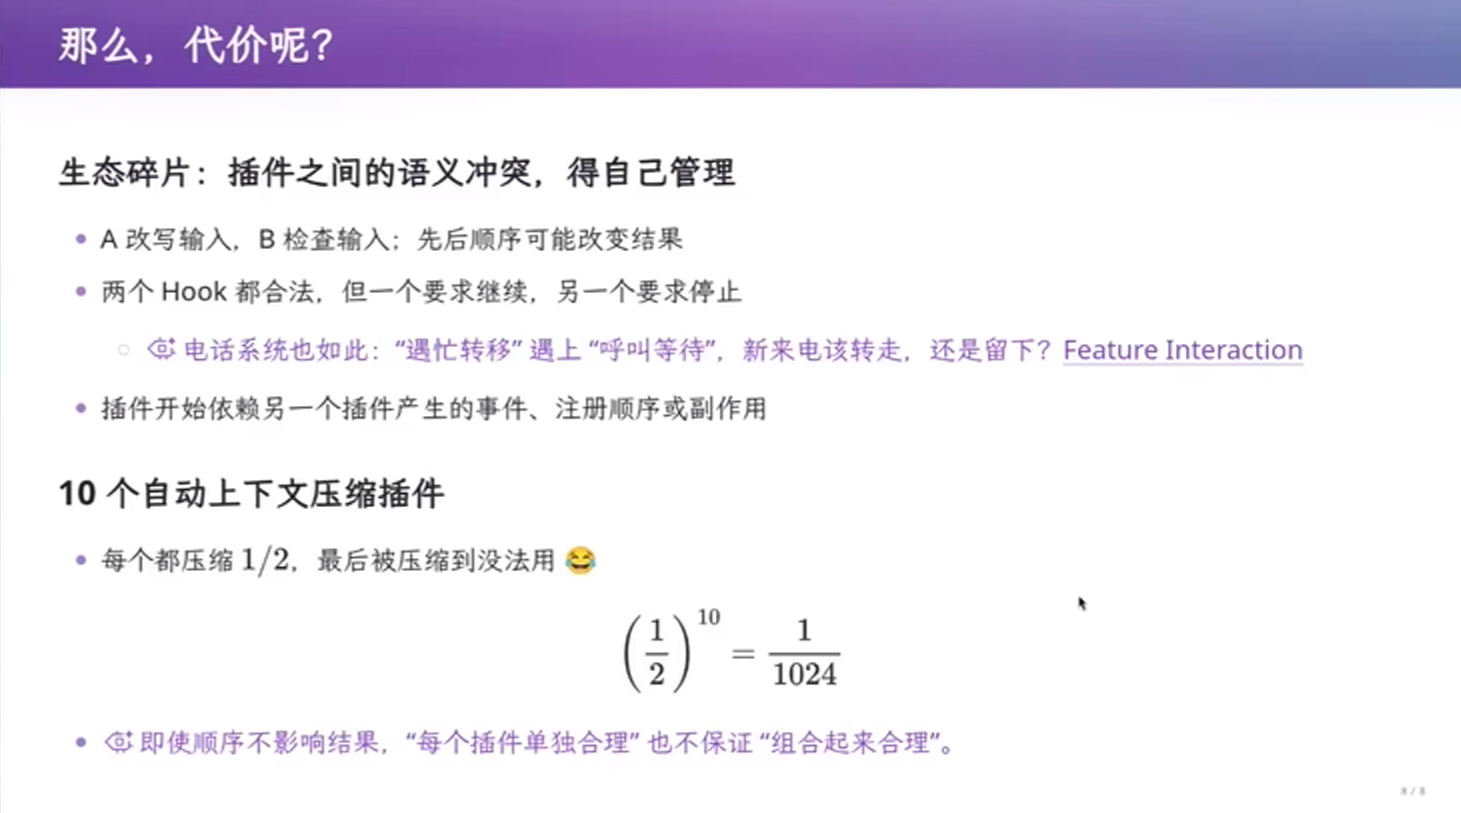 那么，代价呢？
生态碎片：插件之间的语义冲突，得自己管理
A 改写输入，B 检查输入；先后顺序可能改变结果
两个 Hook 都合法，但一个要求继续，另一个要求停止
电话系统也如此：“遇忙转移” 遇上 “呼叫等待”，新来电该转走，还是留下？Feature Interaction
插件开始依赖另一个插件产生的事件、注册顺序或副作用
10 个自动上下文压缩插件
每个都压缩 1/2，最后被压缩到没法用 😂
(1/2)^10 = 1/1024
即使顺序不影响结果，“每个插件单独合理” 也不保证 “组合起来合理”。
8 / 8